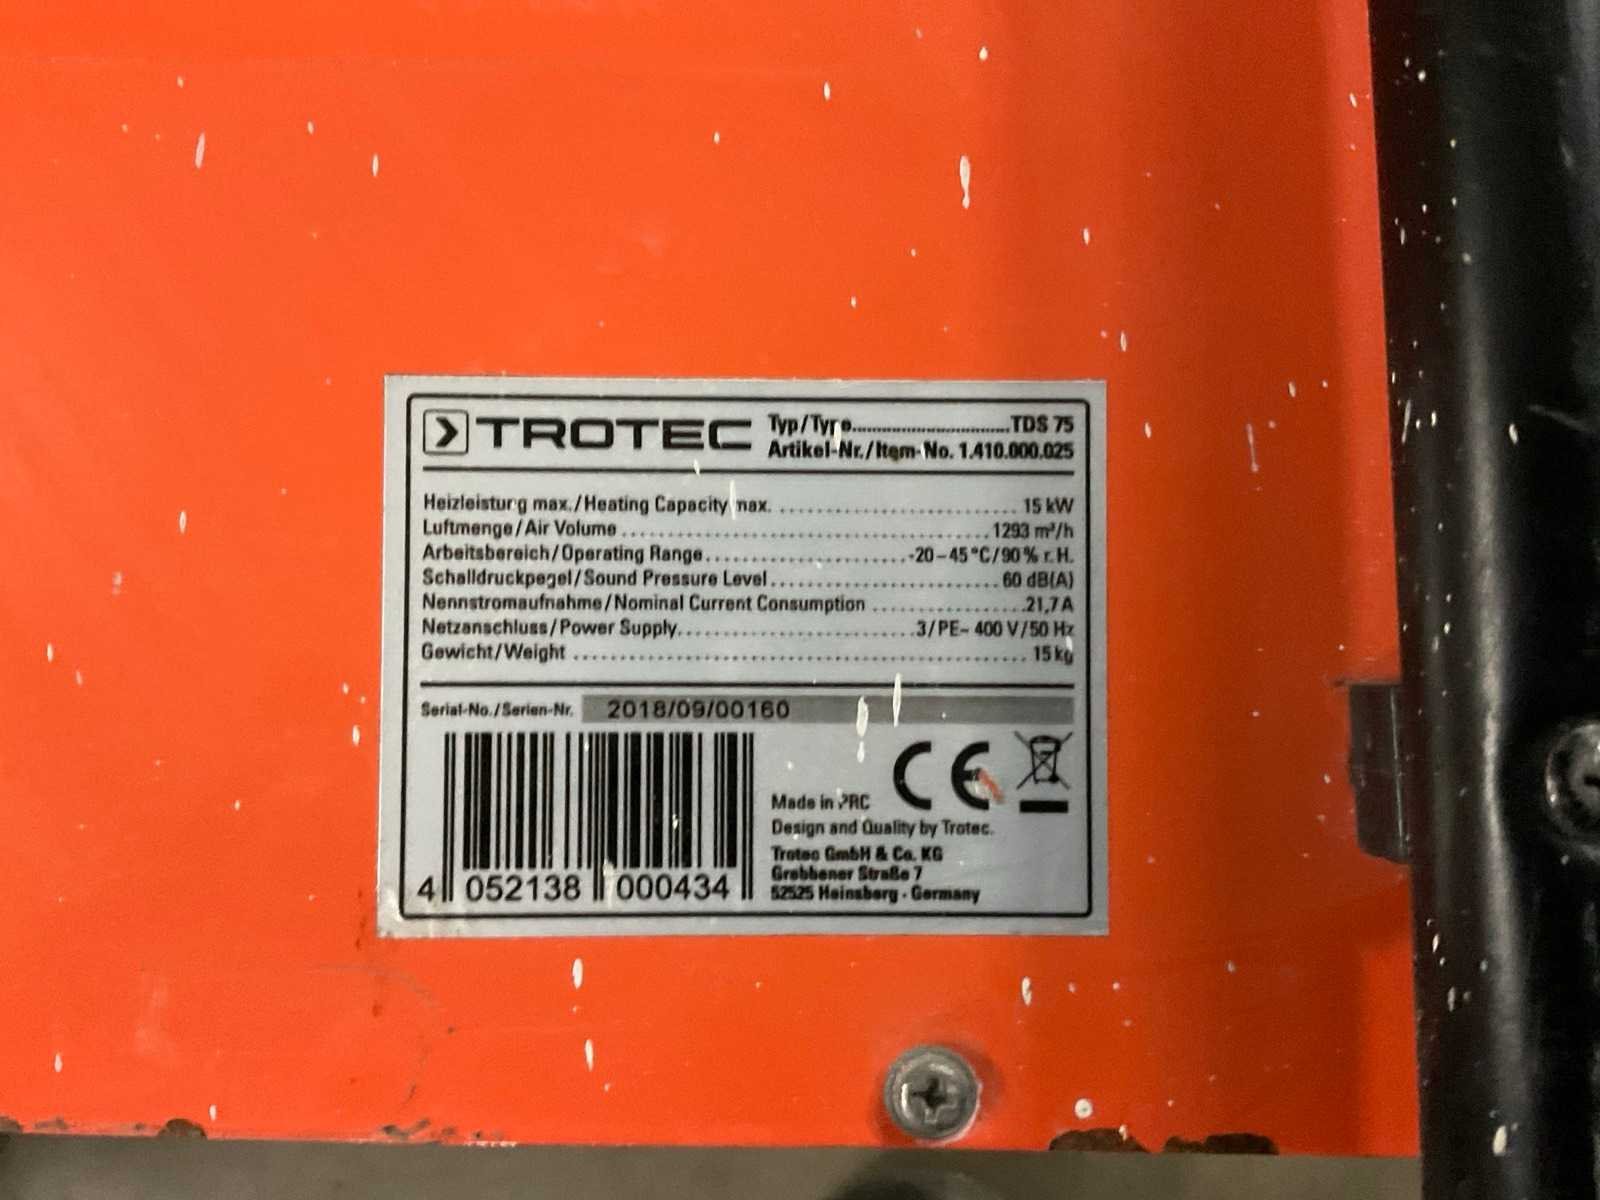 TROTEC
Typ/Type..............................TDS 75
Artikel-Nr./Item-No. 1.410.000.025
Heizleistung max./Heating Capacity max. .................. 15 kW
Luftmenge/Air Volume ........................................ 1293 m³/h
Arbeitsbereich/Operating Range......................-20–45°C/90% r.H.
Schalldruckpegel/Sound Pressure Level......................... 60 dB(A)
Nennstromaufnahme/Nominal Current Consumption ................21,7 A
Netzanschluss/Power Supply..........................3/PE~ 400 V/50 Hz
Gewicht/Weight ................................................ 15 kg
Serial-No./Serien-Nr. 2018/09/00160
4 052138 000434
CE
Made in PRC
Design and Quality by Trotec.
Trotec GmbH & Co. KG
Grebbener Straße 7
52525 Heinsberg - Germany